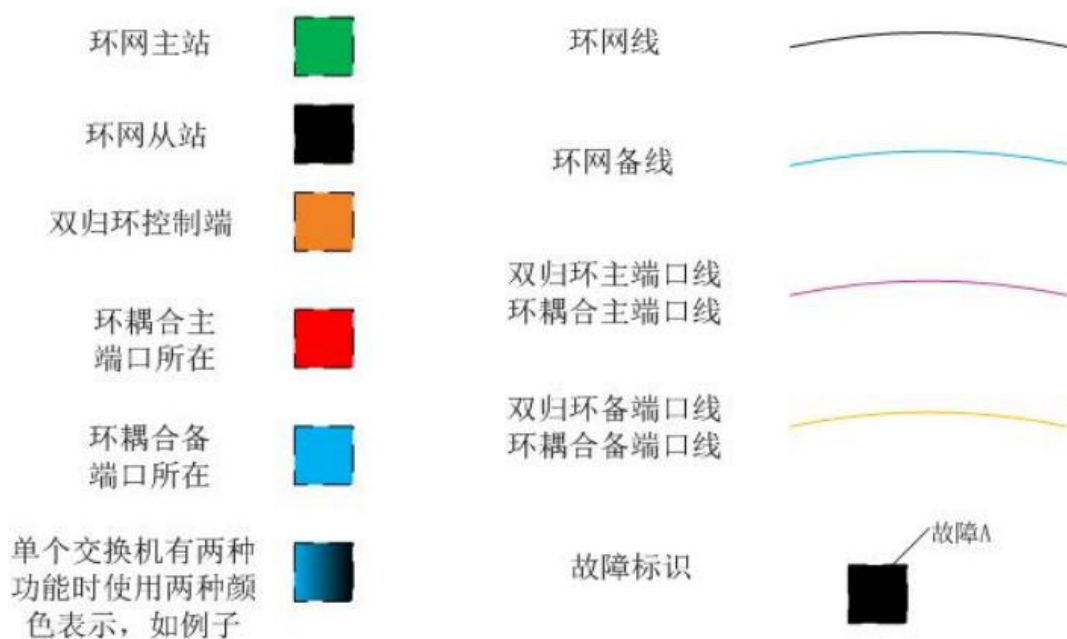 环网主站
环网从站
双归环控制端
环耦合主
端口所在
环耦合备
端口所在
单个交换机有两种
功能时使用两种颜
色表示，如例子
环网线
环网备线
双归环主端口线
环耦合主端口线
双归环备端口线
环耦合备端口线
故障标识
故障A